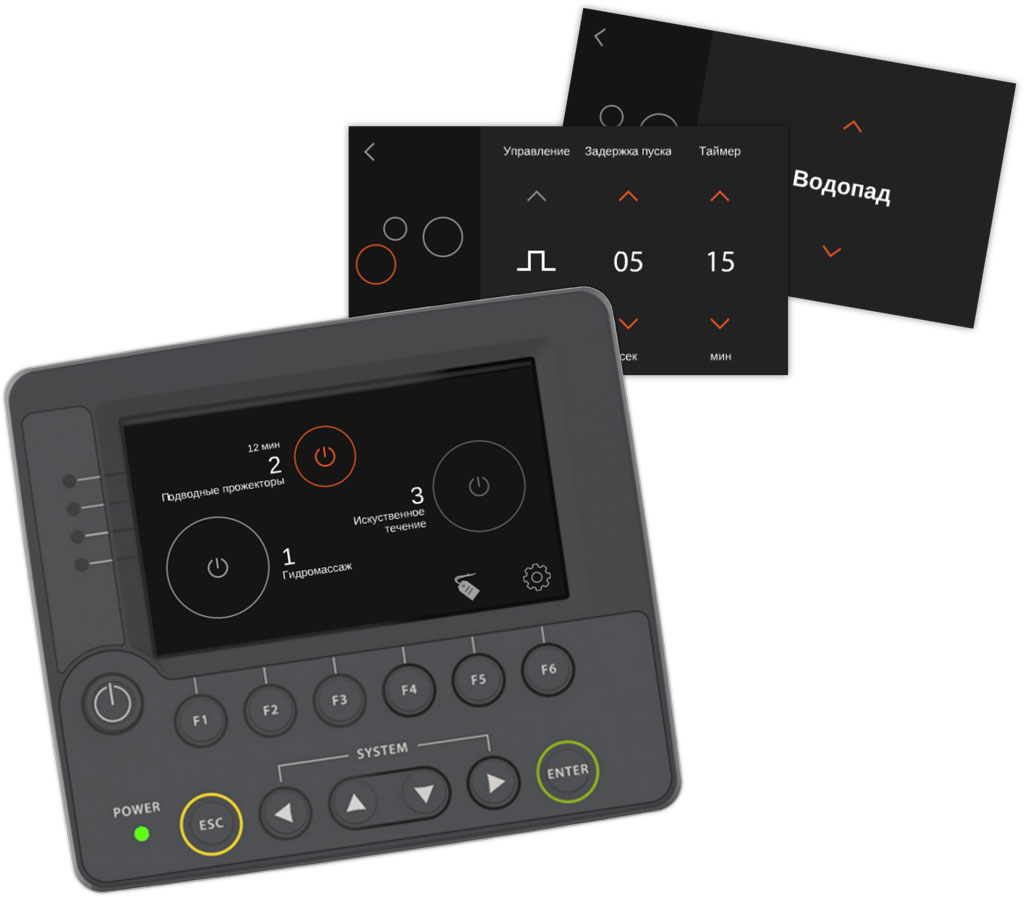 Водопад
Управление Задержка пуска Таймер
05 15
сек мин
12 мин
2
Подводные прожекторы
3
Искуственное
течение
1
Гидромассаж
F1 F2 F3 F4 F5 F6
SYSTEM
POWER
ESC
ENTER